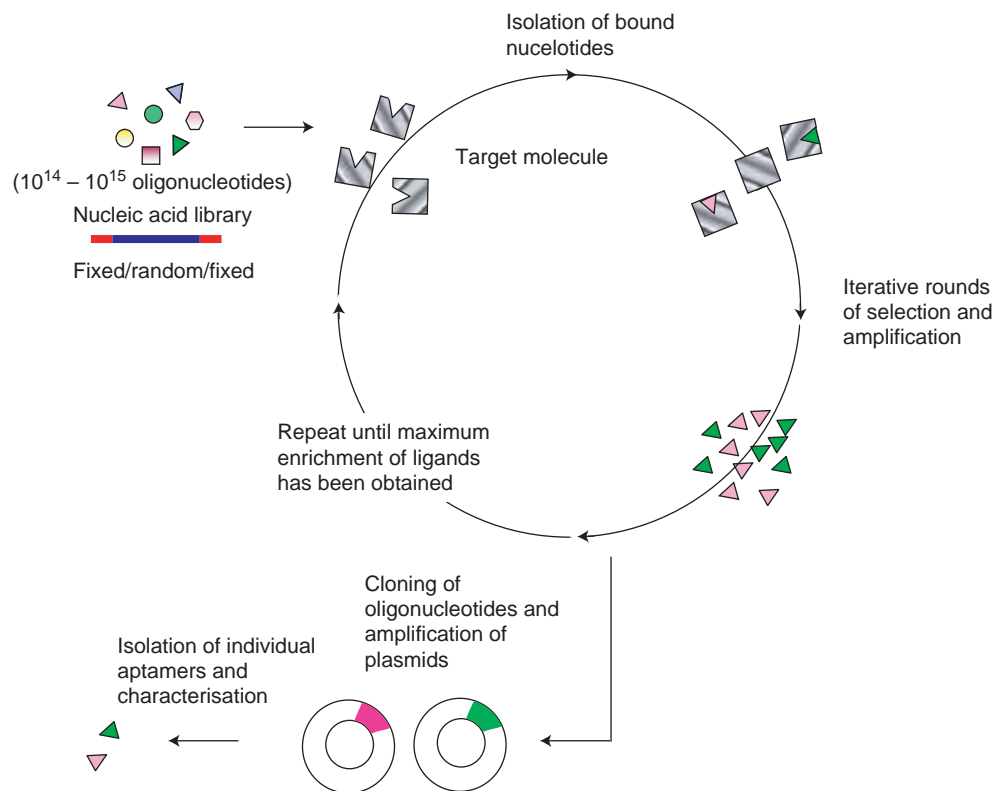 Isolation of bound
nucelotides
Target molecule
(10¹⁴ – 10¹⁵ oligonucleotides)
Nucleic acid library
Fixed/random/fixed
Iterative rounds
of selection and
amplification
Repeat until maximum
enrichment of ligands
has been obtained
Cloning of
oligonucleotides and
amplification of
plasmids
Isolation of individual
aptamers and
characterisation